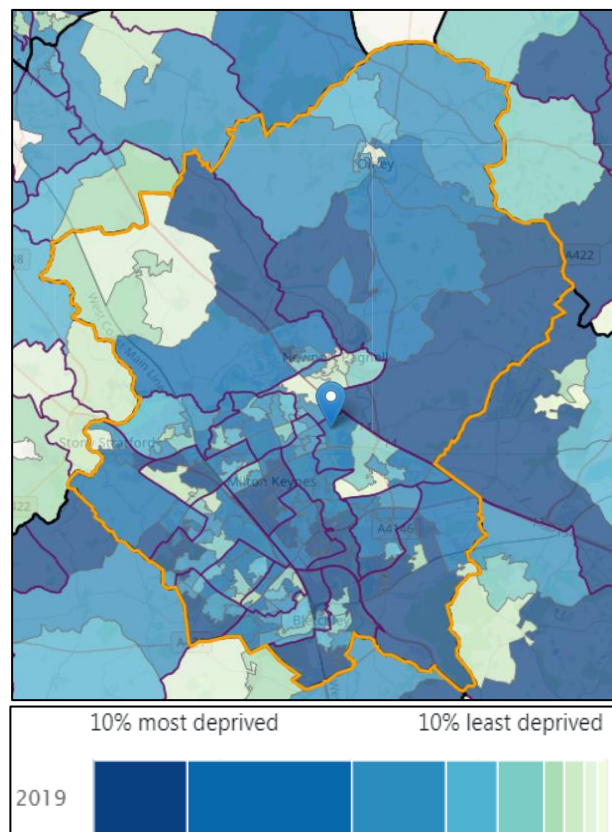 Olney
A422
West Coast Main Line
Newport Pagnell
Stony Stratford
Milton Keynes
A4146
Bletchley
10% most deprived
10% least deprived
2019